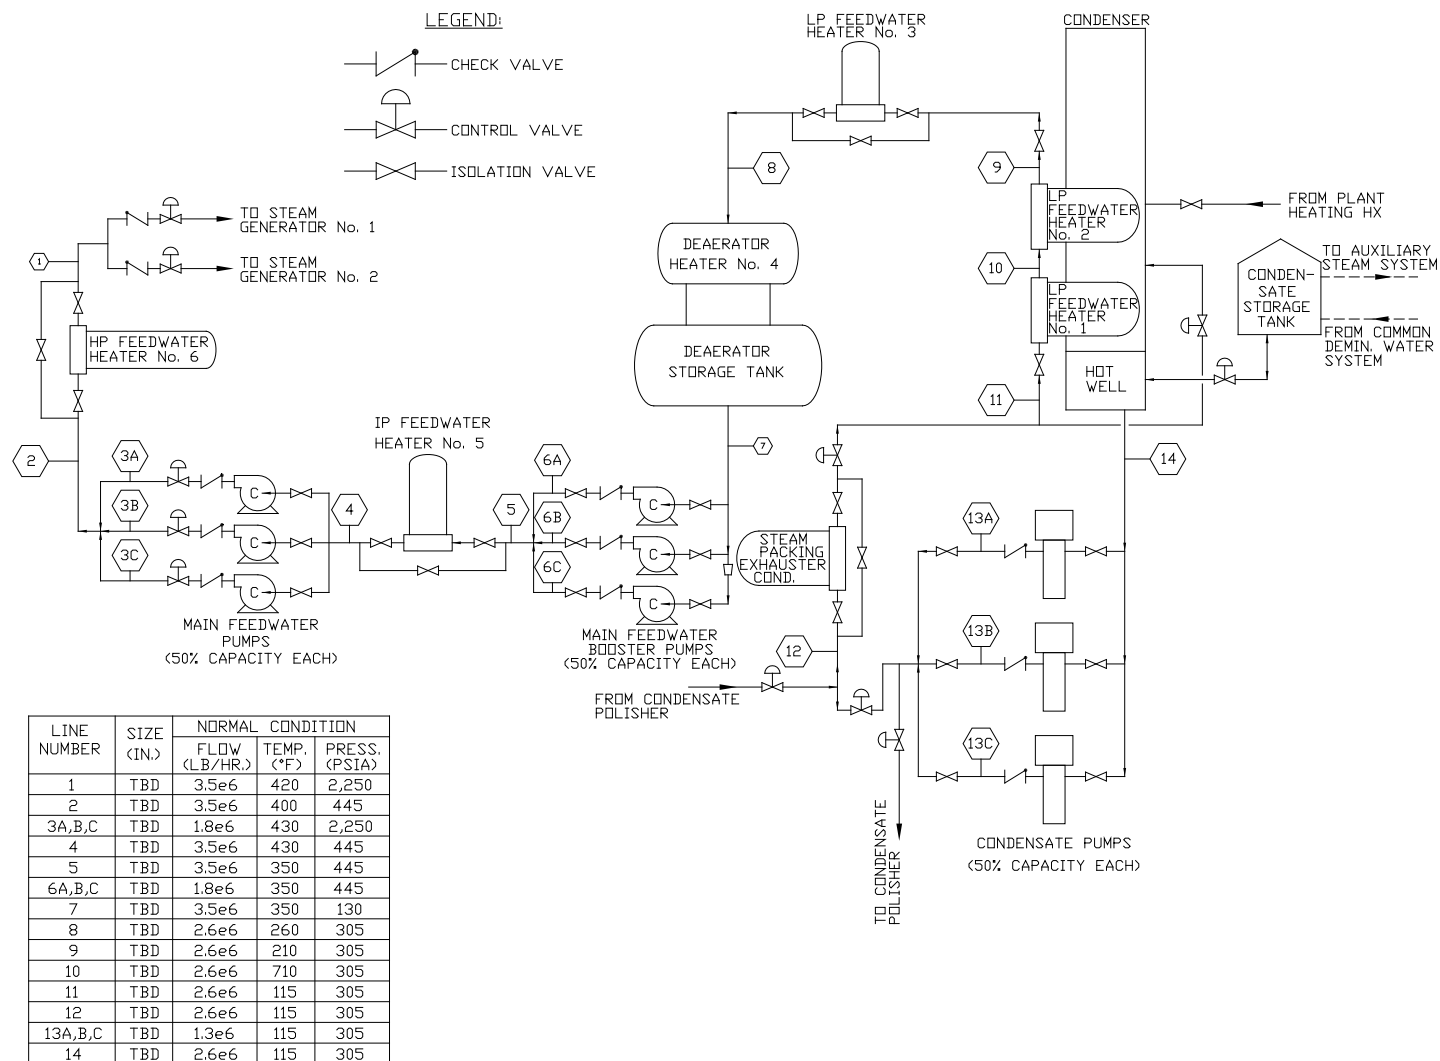 LEGEND:
CHECK VALVE
CONTROL VALVE
ISOLATION VALVE
LP FEEDWATER
HEATER No. 3
CONDENSER
8
9
FROM PLANT
HEATING HX
LP
FEEDWATER
HEATER
No. 2
TO STEAM
GENERATOR No. 1
TO STEAM
GENERATOR No. 2
1
DEAERATOR
HEATER No. 4
10
TO AUXILIARY
STEAM SYSTEM
CONDEN-
SATE
STORAGE
TANK
FROM COMMON
DEMIN. WATER
SYSTEM
LP
FEEDWATER
HEATER
No. 1
HP FEEDWATER
HEATER No. 6
DEAERATOR
STORAGE TANK
HOT
WELL
11
IP FEEDWATER
HEATER No. 5
2
3A
3B
3C
C
C
C
4
5
6A
6B
6C
C
C
C
7
14
STEAM
PACKING
EXHAUSTER
COND.
13A
13B
13C
MAIN FEEDWATER
PUMPS
(50% CAPACITY EACH)
MAIN FEEDWATER
BOOSTER PUMPS
(50% CAPACITY EACH)
12
FROM CONDENSATE
POLISHER
TO CONDENSATE
POLISHER
CONDENSATE PUMPS
(50% CAPACITY EACH)
LINE NUMBER SIZE (IN.) NORMAL CONDITION
FLOW (LB/HR.) TEMP. (°F) PRESS. (PSIA)
1 TBD 3.5e6 420 2,250
2 TBD 3.5e6 400 445
3A,B,C TBD 1.8e6 430 2,250
4 TBD 3.5e6 430 445
5 TBD 3.5e6 350 445
6A,B,C TBD 1.8e6 350 445
7 TBD 3.5e6 350 130
8 TBD 2.6e6 260 305
9 TBD 2.6e6 210 305
10 TBD 2.6e6 710 305
11 TBD 2.6e6 115 305
12 TBD 2.6e6 115 305
13A,B,C TBD 1.3e6 115 305
14 TBD 2.6e6 115 305